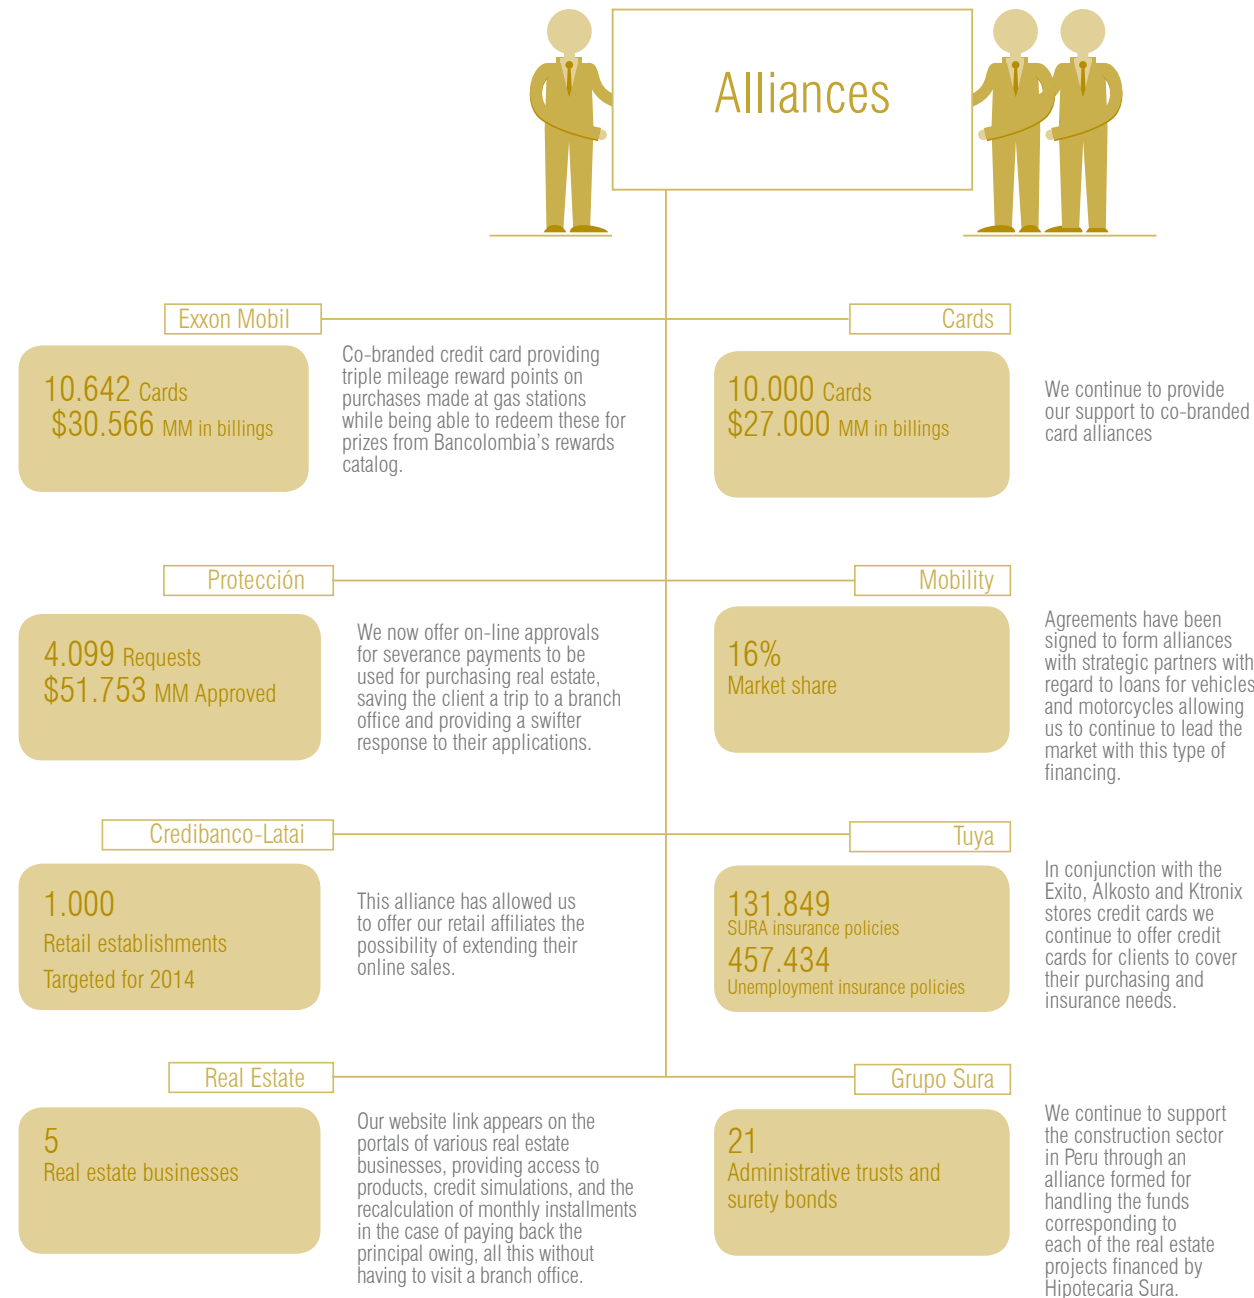 Alliances
Exxon Mobil
10.642 Cards
$30.566 MM in billings
Co-branded credit card providing
triple mileage reward points on
purchases made at gas stations
while being able to redeem these for
prizes from Bancolombia's rewards
catalog.
Cards
10.000 Cards
$27.000 MM in billings
We continue to provide
our support to co-branded
card alliances
Protección
4.099 Requests
$51.753 MM Approved
We now offer on-line approvals
for severance payments to be
used for purchasing real estate,
saving the client a trip to a branch
office and providing a swifter
response to their applications.
Mobility
16%
Market share
Agreements have been
signed to form alliances
with strategic partners with
regard to loans for vehicles
and motorcycles allowing
us to continue to lead the
market with this type of
financing.
Credibanco-Latai
1.000
Retail establishments
Targeted for 2014
This alliance has allowed us
to offer our retail affiliates the
possibility of extending their
online sales.
Tuya
131.849
SURA insurance policies
457.434
Unemployment insurance policies
In conjunction with the
Exito, Alkosto and Ktronix
stores credit cards we
continue to offer credit
cards for clients to cover
their purchasing and
insurance needs.
Real Estate
5
Real estate businesses
Our website link appears on the
portals of various real estate
businesses, providing access to
products, credit simulations, and the
recalculation of monthly installments
in the case of paying back the
principal owing, all this without
having to visit a branch office.
Grupo Sura
21
Administrative trusts and
surety bonds
We continue to support
the construction sector
in Peru through an
alliance formed for
handling the funds
corresponding to
each of the real estate
projects financed by
Hipotecaria Sura.